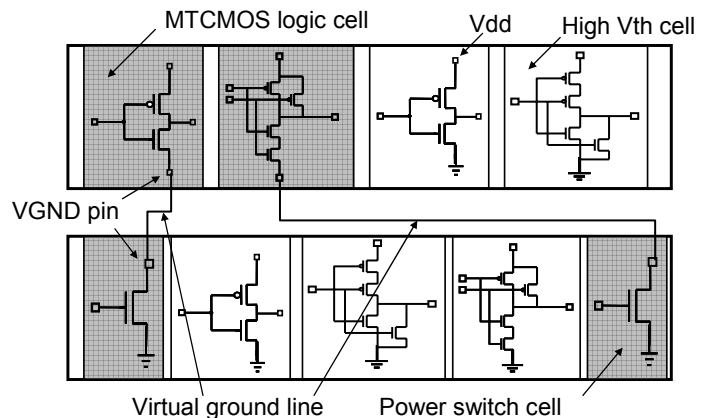 MTCMOS logic cell
Vdd
High Vth cell
VGND pin
Virtual ground line
Power switch cell